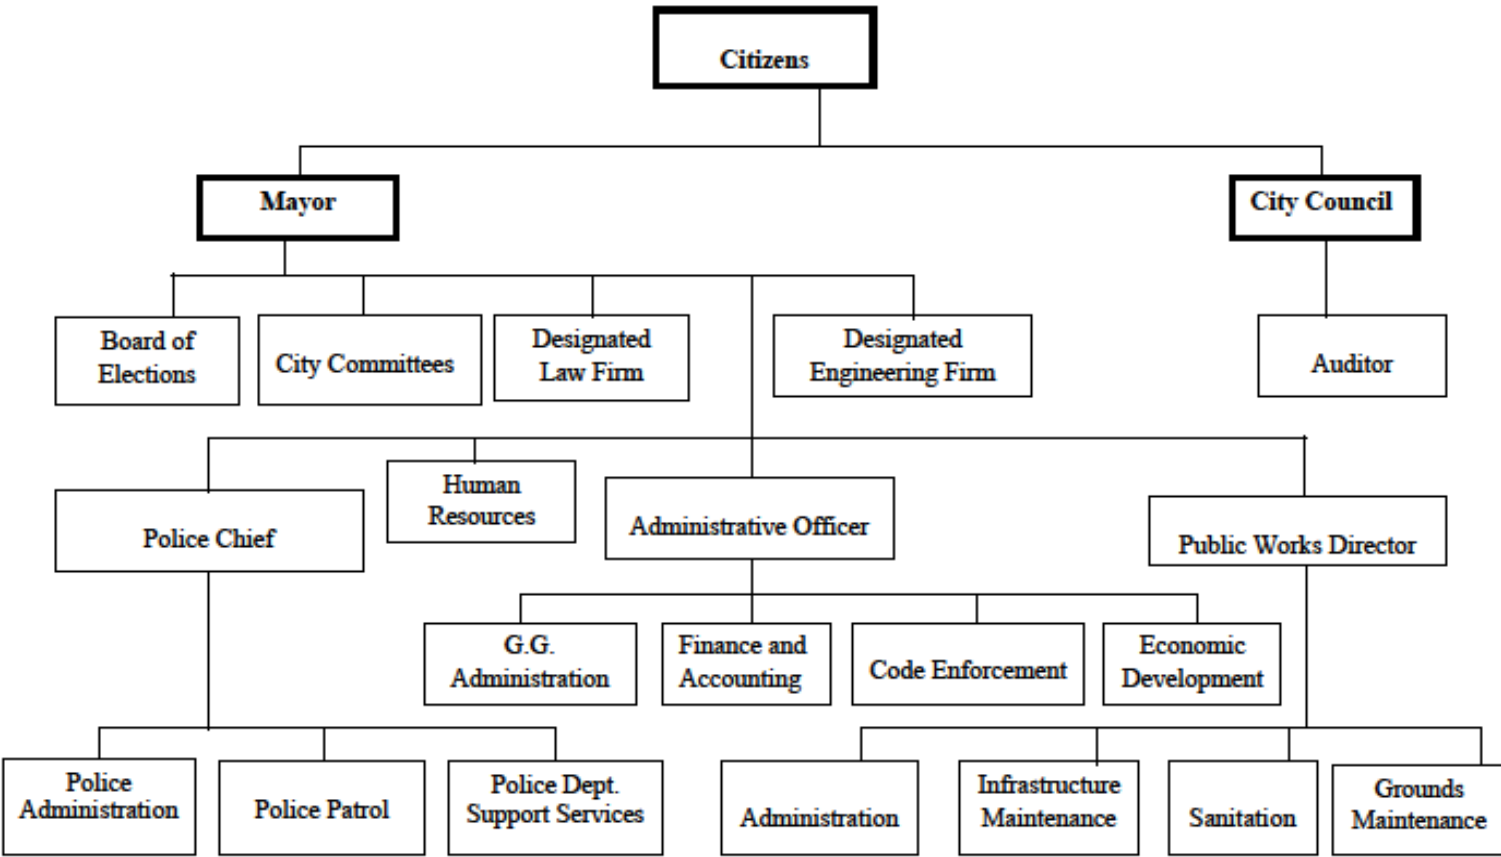 Citizens
Mayor
City Council
Board of
Elections
City Committees
Designated
Law Firm
Designated
Engineering Firm
Auditor
Police Chief
Human
Resources
Administrative Officer
Public Works Director
G.G.
Administration
Finance and
Accounting
Code Enforcement
Economic
Development
Police
Administration
Police Patrol
Police Dept.
Support Services
Administration
Infrastructure
Maintenance
Sanitation
Grounds
Maintenance